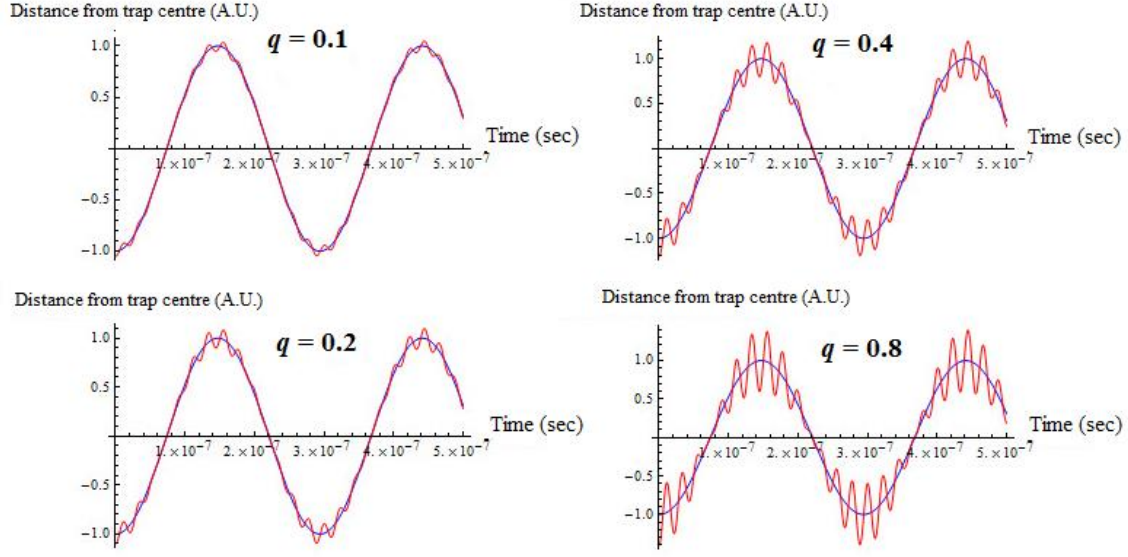 Distance from trap centre (A.U.)
q = 0.1
1.0
0.5
Time (sec)
1.×10⁻⁷ 2.×10⁻⁷ 3.×10⁻⁷ 4.×10⁻⁷ 5.×10⁻⁷
−0.5
−1.0
Distance from trap centre (A.U.)
q = 0.4
1.0
0.5
Time (sec)
1.×10⁻⁷ 2.×10⁻⁷ 3.×10⁻⁷ 4.×10⁻⁷ 5.×10⁻⁷
−0.5
−1.0
Distance from trap centre (A.U.)
q = 0.2
1.0
0.5
Time (sec)
1.×10⁻⁷ 2.×10⁻⁷ 3.×10⁻⁷ 4.×10⁻⁷ 5.×10⁻⁷
−0.5
−1.0
Distance from trap centre (A.U.)
q = 0.8
1.0
0.5
Time (sec)
1.×10⁻⁷ 2.×10⁻⁷ 3.×10⁻⁷ 4.×10⁻⁷ 5.×10⁻⁷
−0.5
−1.0